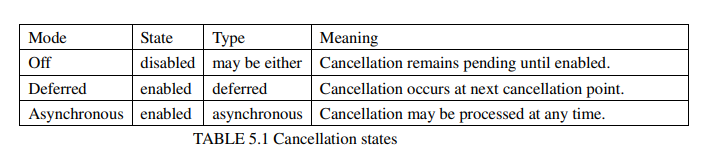 Mode State Type Meaning
Off disabled may be either Cancellation remains pending until enabled.
Deferred enabled deferred Cancellation occurs at next cancellation point.
Asynchronous enabled asynchronous Cancellation may be processed at any time.
TABLE 5.1 Cancellation states